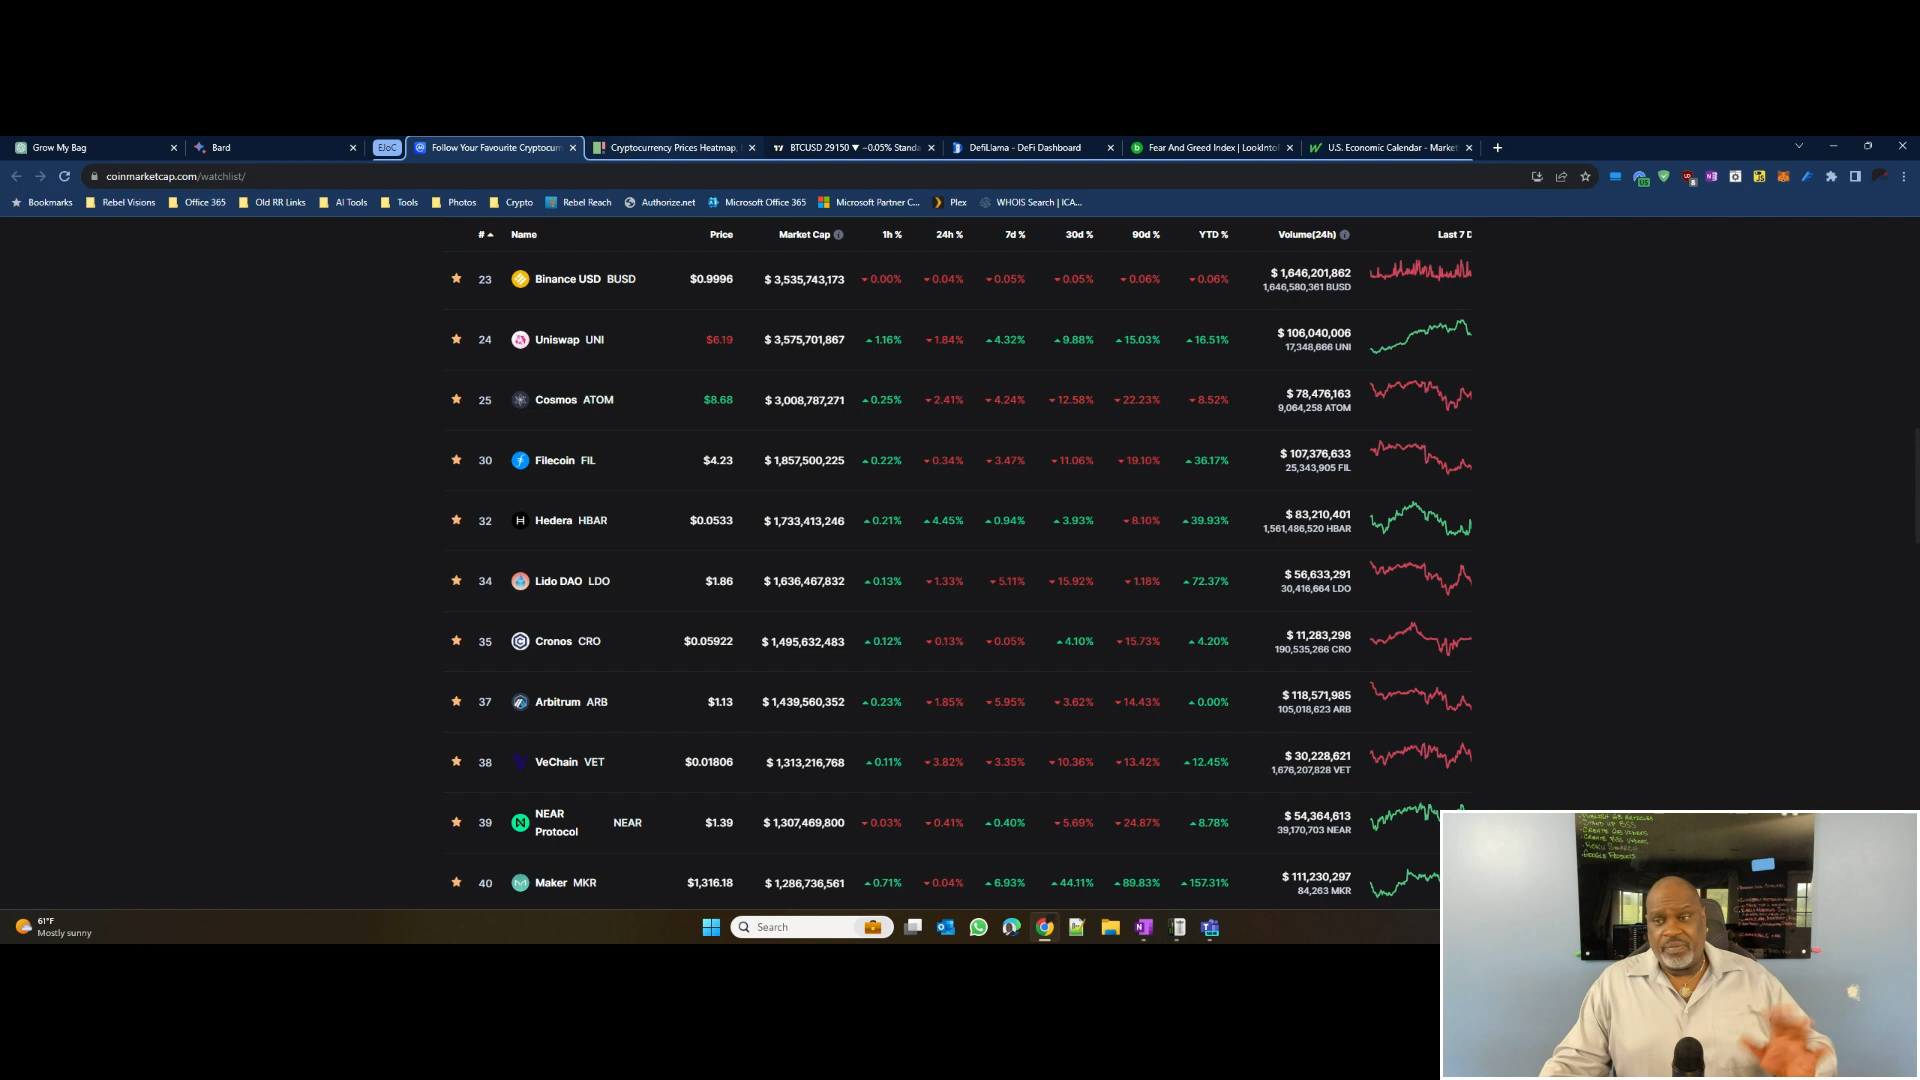 Grow My Bag
Bard
EJoC
Follow Your Favourite Cryptocurr
Cryptocurrency Prices Heatmap,
BTCUSD 29150 ▼ −0.05% Standa
DefiLlama - DeFi Dashboard
Fear And Greed Index | LookIntoI
U.S. Economic Calendar - Market
coinmarketcap.com/watchlist/
Bookmarks
Rebel Visions
Office 365
Old RR Links
AI Tools
Tools
Photos
Crypto
Rebel Reach
Authorize.net
Microsoft Office 365
Microsoft Partner C...
Plex
WHOIS Search | ICA...
# Name Price Market Cap 1h % 24h % 7d % 30d % 90d % YTD % Volume(24h) Last 7 D
23 Binance USD BUSD $0.9996 $ 3,535,743,173 0.00% 0.04% 0.05% 0.05% 0.06% 0.06% $ 1,646,201,862
1,646,580,361 BUSD
24 Uniswap UNI $6.19 $ 3,575,701,867 1.16% 1.84% 4.32% 9.88% 15.03% 16.51% $ 106,040,006
17,348,666 UNI
25 Cosmos ATOM $8.68 $ 3,008,787,271 0.25% 2.41% 4.24% 12.58% 22.23% 8.52% $ 78,476,163
9,064,258 ATOM
30 Filecoin FIL $4.23 $ 1,857,500,225 0.22% 0.34% 3.47% 11.06% 19.10% 36.17% $ 107,376,633
25,343,905 FIL
32 Hedera HBAR $0.0533 $ 1,733,413,246 0.21% 4.45% 0.94% 3.93% 8.10% 39.93% $ 83,210,401
1,561,486,520 HBAR
34 Lido DAO LDO $1.86 $ 1,636,467,832 0.13% 1.33% 5.11% 15.92% 1.18% 72.37% $ 56,633,291
30,416,664 LDO
35 Cronos CRO $0.05922 $ 1,495,632,483 0.12% 0.13% 0.05% 4.10% 15.73% 4.20% $ 11,283,298
190,535,266 CRO
37 Arbitrum ARB $1.13 $ 1,439,560,352 0.23% 1.85% 5.95% 3.62% 14.43% 0.00% $ 118,571,985
105,018,623 ARB
38 VeChain VET $0.01806 $ 1,313,216,768 0.11% 3.82% 3.35% 10.36% 13.42% 12.45% $ 30,228,621
1,676,207,828 VET
39 NEAR Protocol NEAR $1.39 $ 1,307,469,800 0.03% 0.41% 0.40% 5.69% 24.87% 8.78% $ 54,364,613
39,170,703 NEAR
40 Maker MKR $1,316.18 $ 1,286,736,561 0.71% 0.04% 6.93% 44.11% 89.83% 157.31% $ 111,230,297
84,263 MKR
61°F
Mostly sunny
Search